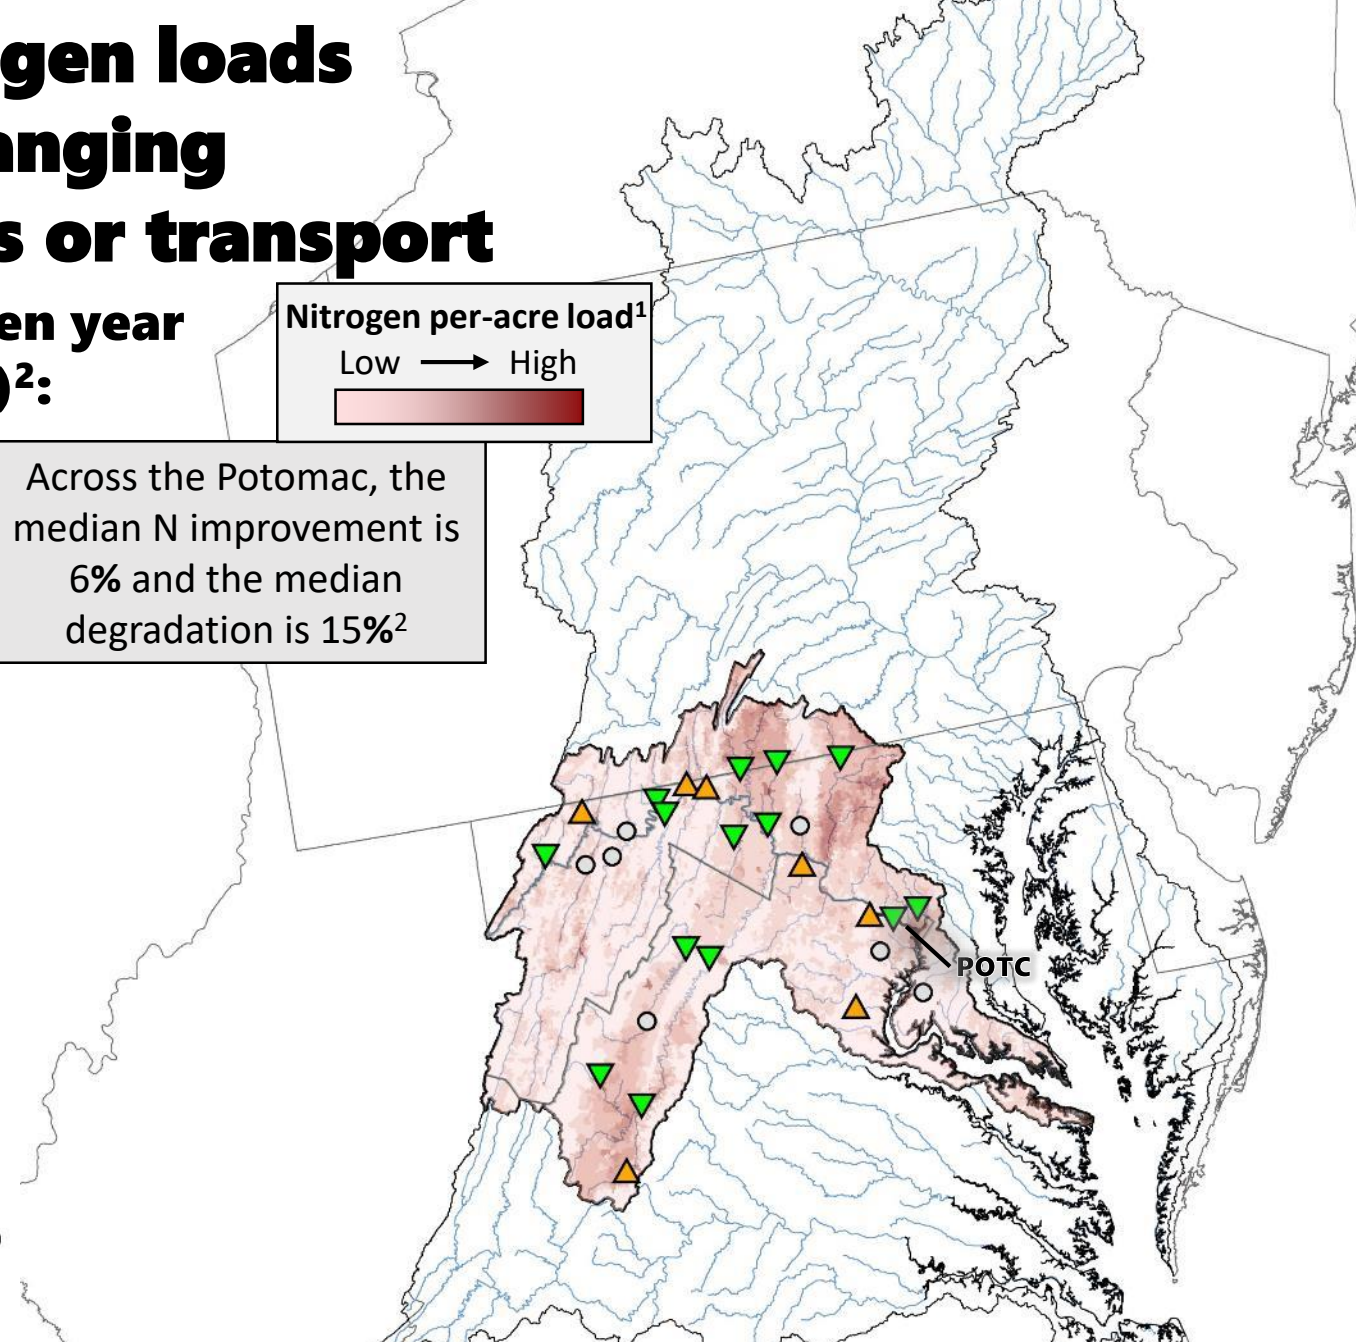 gen loads
anging
s or transport
en year
)²:
Nitrogen per-acre load¹
Low → High
Across the Potomac, the
median N improvement is
6% and the median
degradation is 15%²
POTC